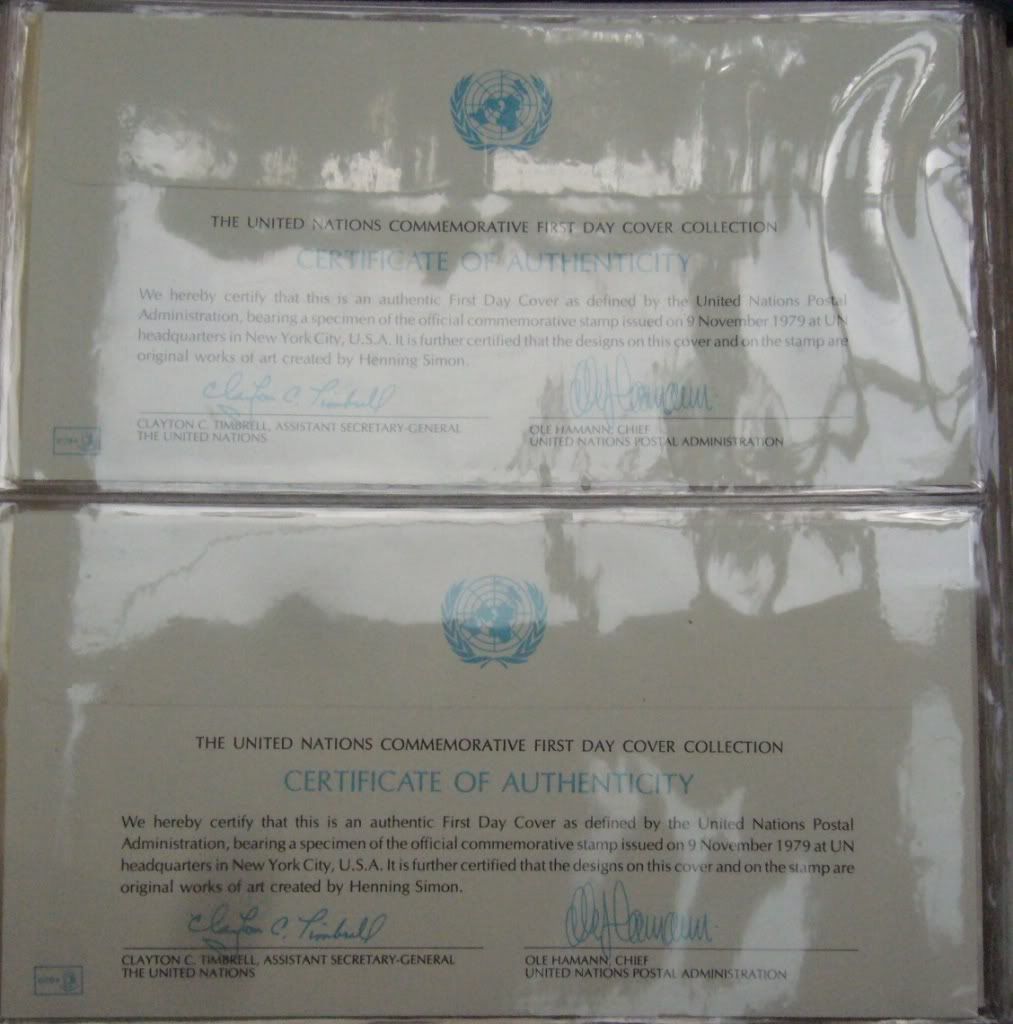 THE UNITED NATIONS COMMEMORATIVE FIRST DAY COVER COLLECTION
CERTIFICATE OF AUTHENTICITY
We hereby certify that this is an authentic First Day Cover as defined by the United Nations Postal
Administration, bearing a specimen of the official commemorative stamp issued on 9 November 1979 at UN
headquarters in New York City, U.S.A. It is further certified that the designs on this cover and on the stamp are
original works of art created by Henning Simon.
Clayton C. Timbrell
CLAYTON C. TIMBRELL, ASSISTANT SECRETARY-GENERAL
THE UNITED NATIONS
OLE HAMANN, CHIEF
UNITED NATIONS POSTAL ADMINISTRATION
THE UNITED NATIONS COMMEMORATIVE FIRST DAY COVER COLLECTION
CERTIFICATE OF AUTHENTICITY
We hereby certify that this is an authentic First Day Cover as defined by the United Nations Postal
Administration, bearing a specimen of the official commemorative stamp issued on 9 November 1979 at UN
headquarters in New York City, U.S.A. It is further certified that the designs on this cover and on the stamp are
original works of art created by Henning Simon.
Clayton C. Timbrell
CLAYTON C. TIMBRELL, ASSISTANT SECRETARY-GENERAL
THE UNITED NATIONS
OLE HAMANN, CHIEF
UNITED NATIONS POSTAL ADMINISTRATION